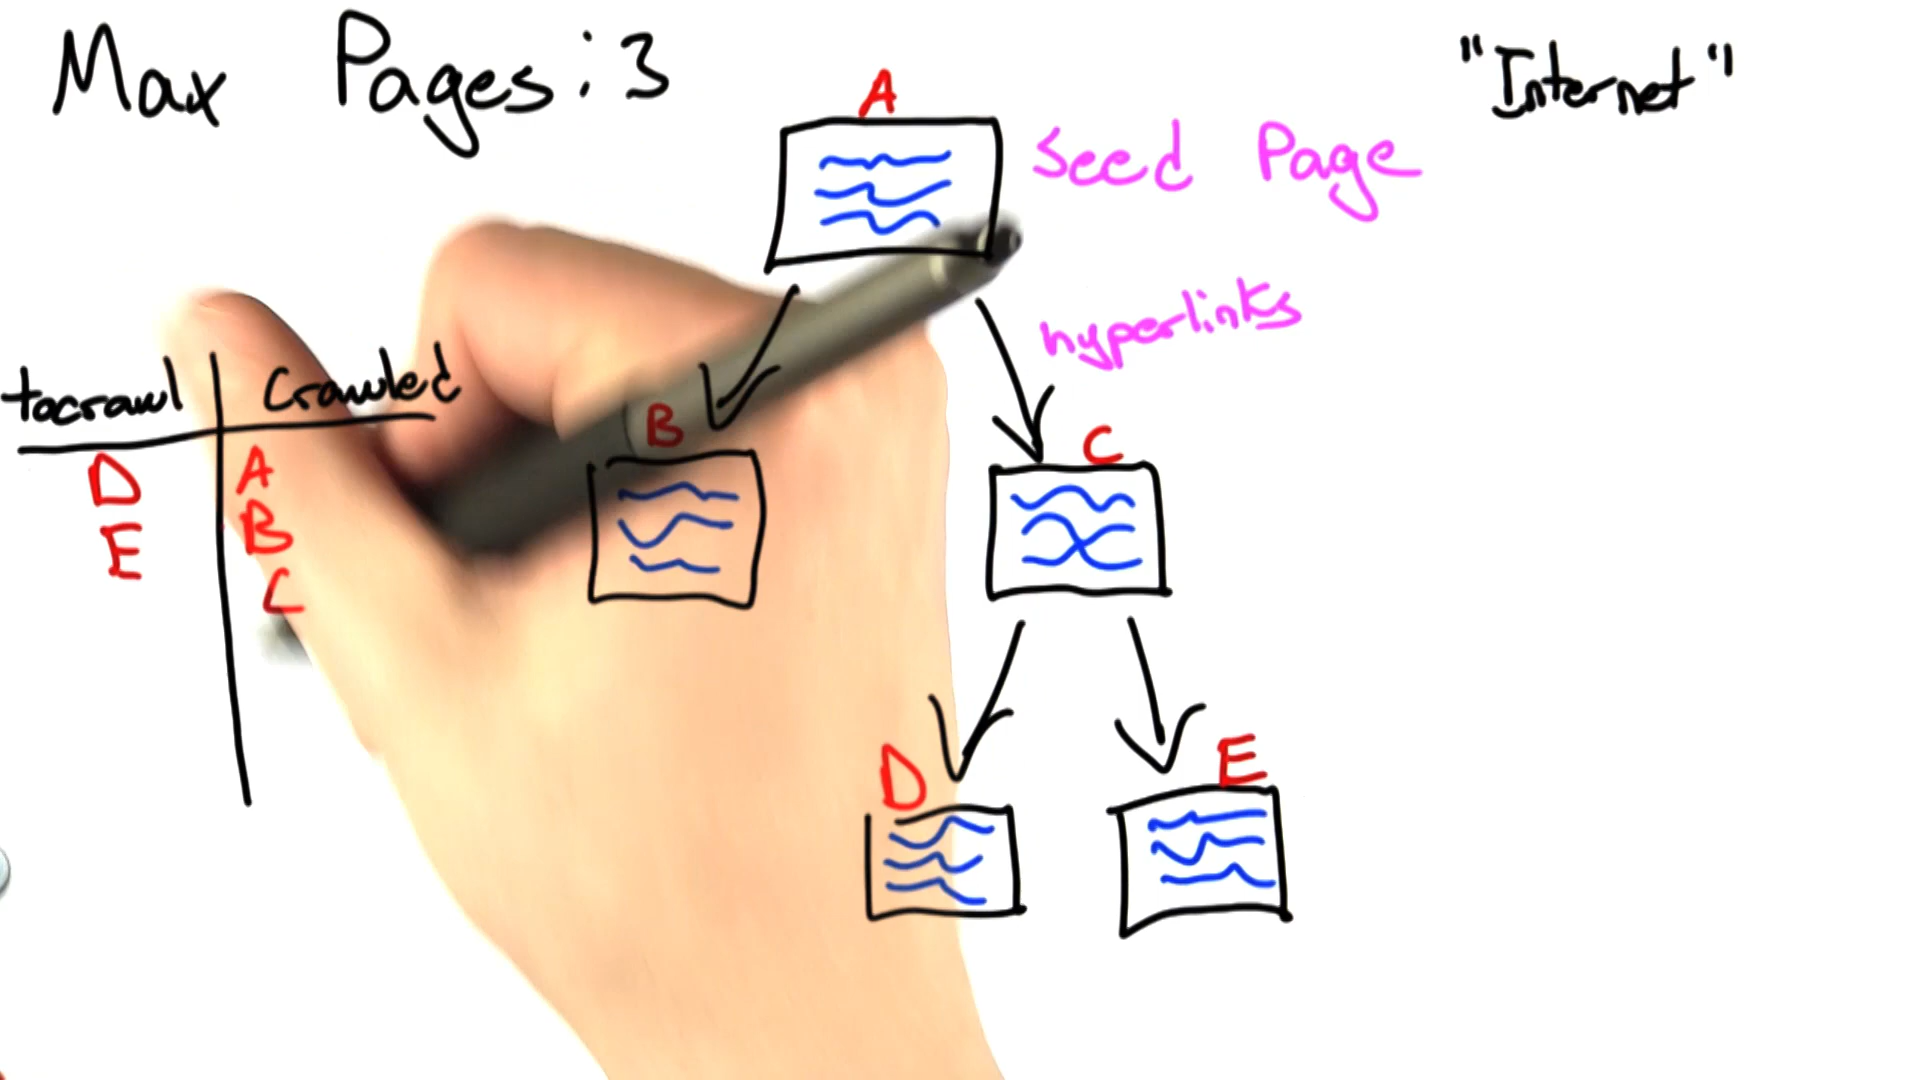 Max Pages: 3
"Internet"
A
Seed Page
hyperlinks
tocrawl Crawled
B
C
D A
E B
C
D
E